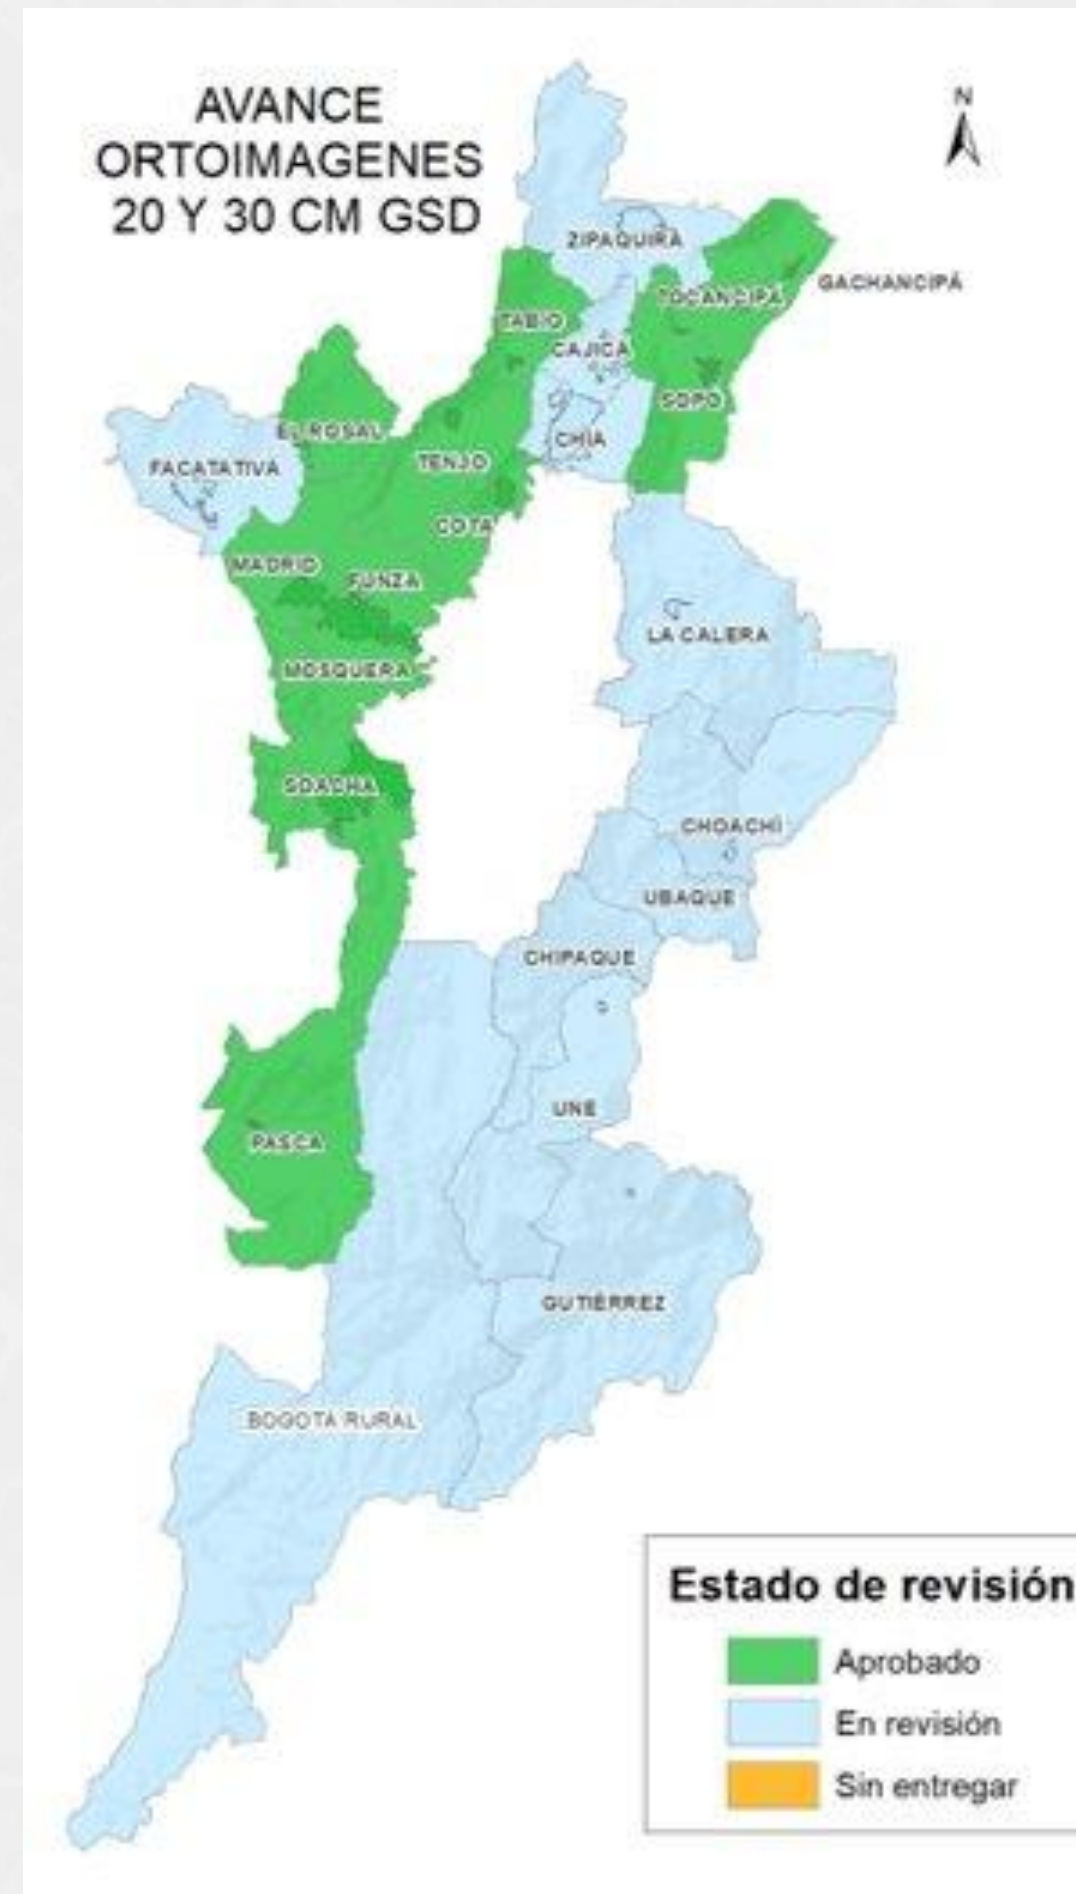 AVANCE
ORTOIMAGENES
20 Y 30 CM GSD
N
ZIPAQUIRÁ
GACHANCIPÁ
TOCANCIPÁ
TABIO
CAJICÁ
SOPÓ
EL ROSAL
CHÍA
TENJO
FACATATIVA
COTA
MADRID
FUNZA
LA CALERA
MOSQUERA
SOACHA
CHOACHÍ
UBAQUE
CHIPAQUE
UNE
PASCA
GUTIÉRREZ
BOGOTA RURAL
Estado de revisión
Aprobado
En revisión
Sin entregar